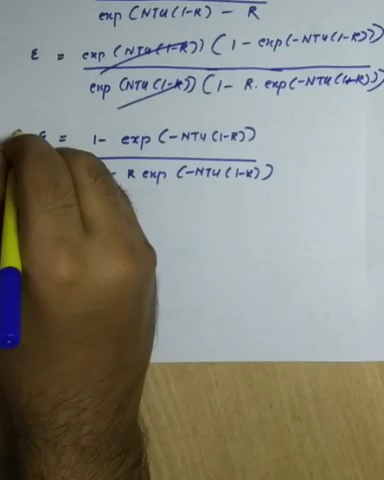 exp (NTU (1-R) - R
ε = exp (NTU (1-R)) (1 - exp(-NTU(1-R)))
exp (NTU (1-R)) (1 - R. exp(-NTU(1-R)))
= 1- exp (-NTU (1-R))
- R exp (-NTU (1-R))